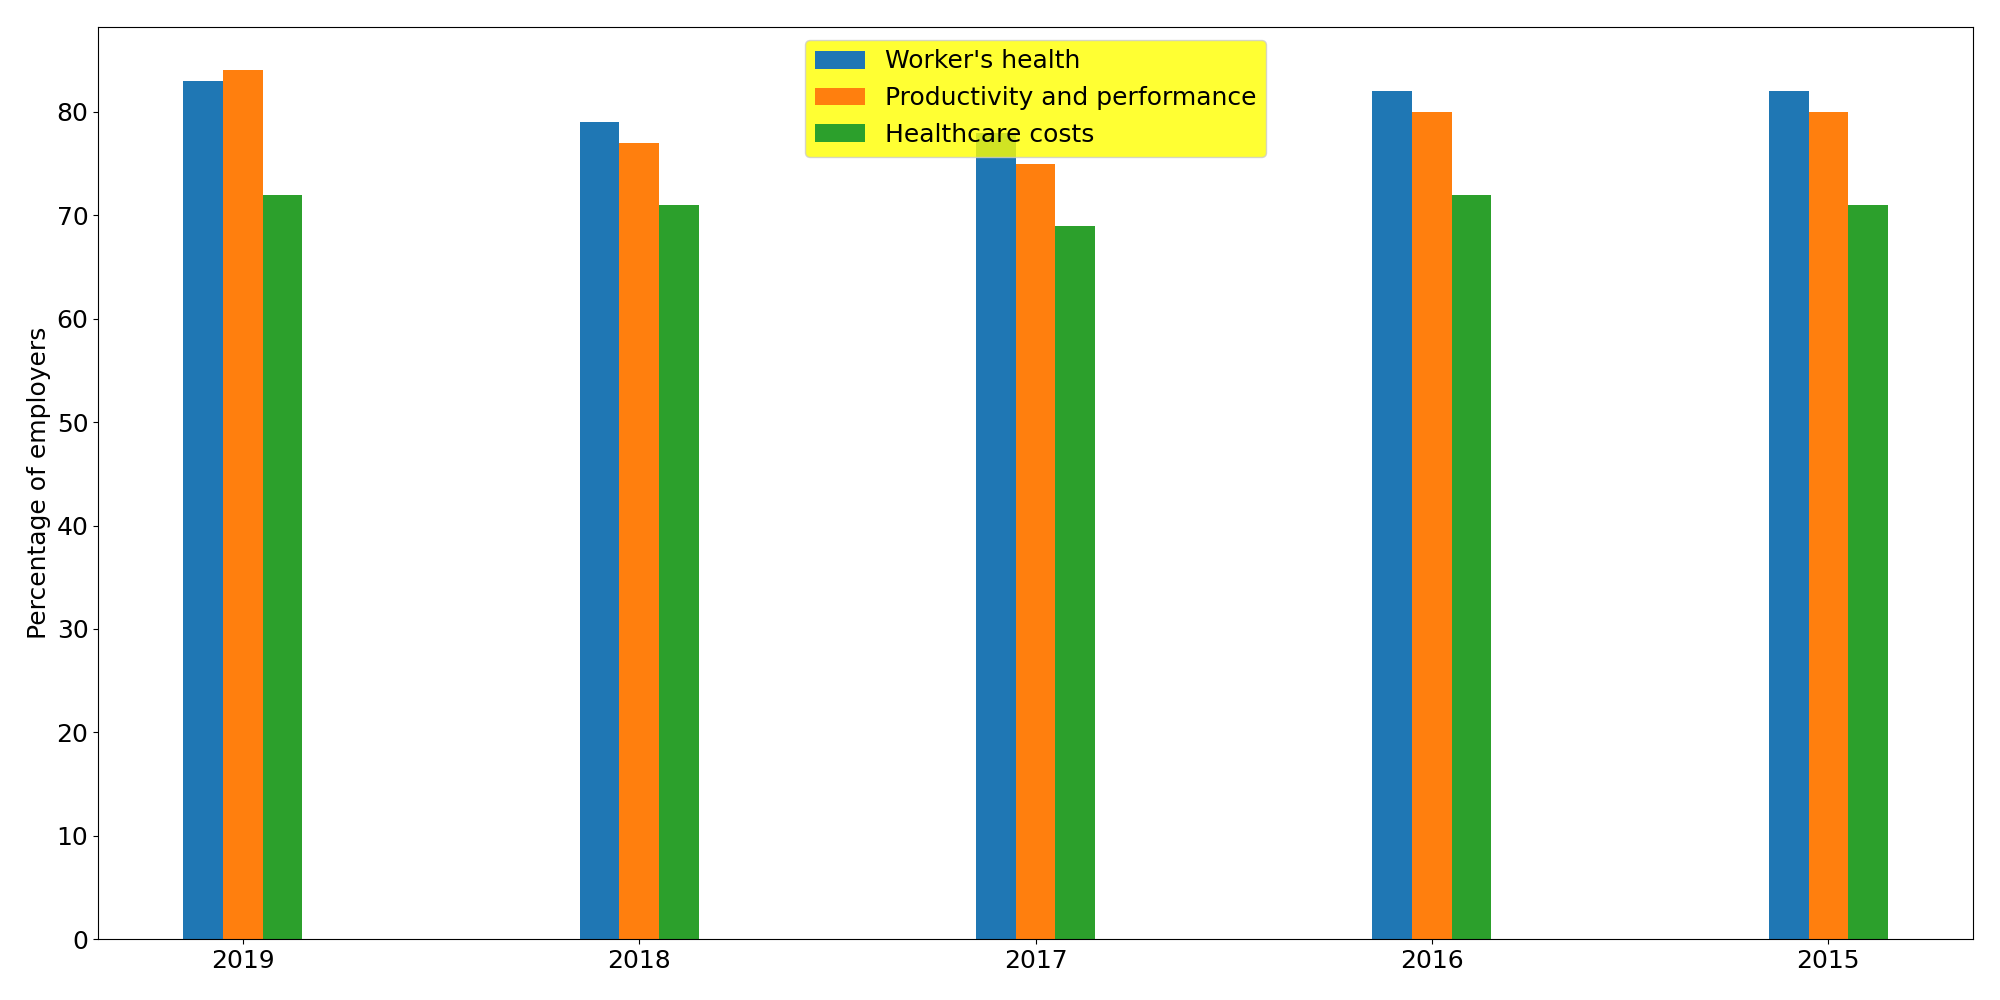 Worker's health
Productivity and performance
Healthcare costs
Percentage of employers
80
70
60
50
40
30
20
10
0
2019 2018 2017 2016 2015